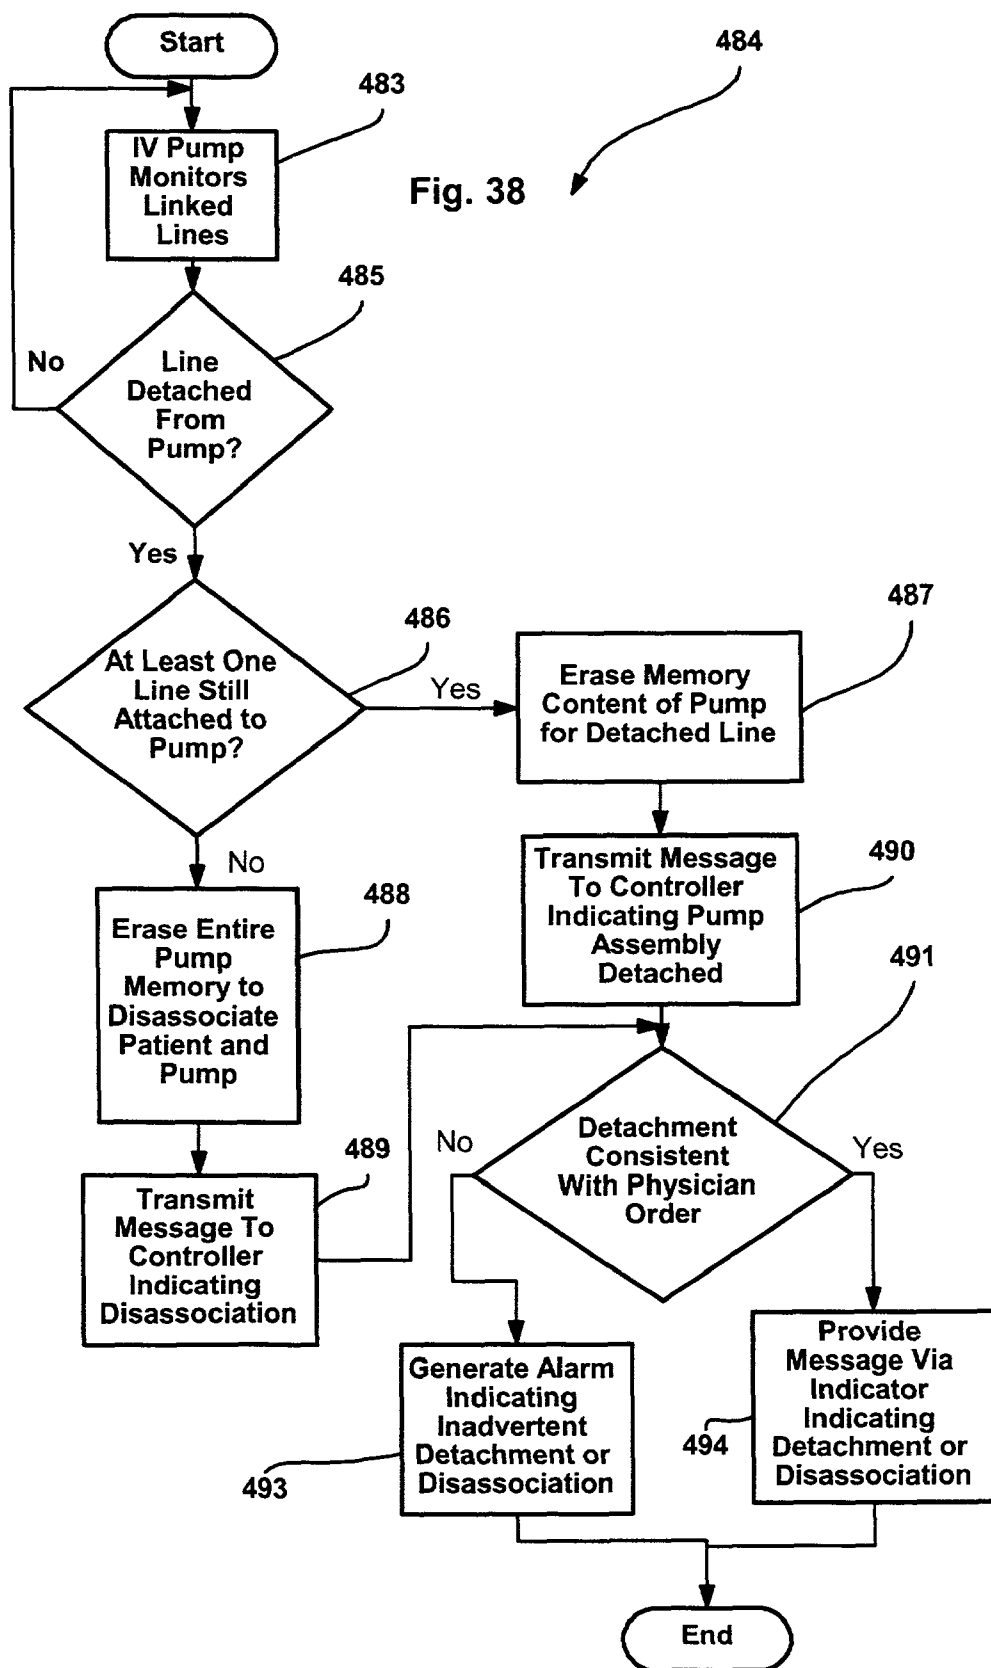 Start
484
483
IV Pump
Monitors
Linked
Lines
Fig. 38
485
No
Line
Detached
From
Pump?
Yes
486
At Least One
Line Still
Attached to
Pump?
Yes
487
Erase Memory
Content of Pump
for Detached Line
No
488
Erase Entire
Pump
Memory to
Disassociate
Patient and
Pump
490
Transmit Message
To Controller
Indicating Pump
Assembly
Detached
491
489
Transmit
Message To
Controller
Indicating
Disassociation
No
Detachment
Consistent
With Physician
Order
Yes
493
Generate Alarm
Indicating
Inadvertent
Detachment or
Disassociation
494
Provide
Message Via
Indicator
Indicating
Detachment or
Disassociation
End